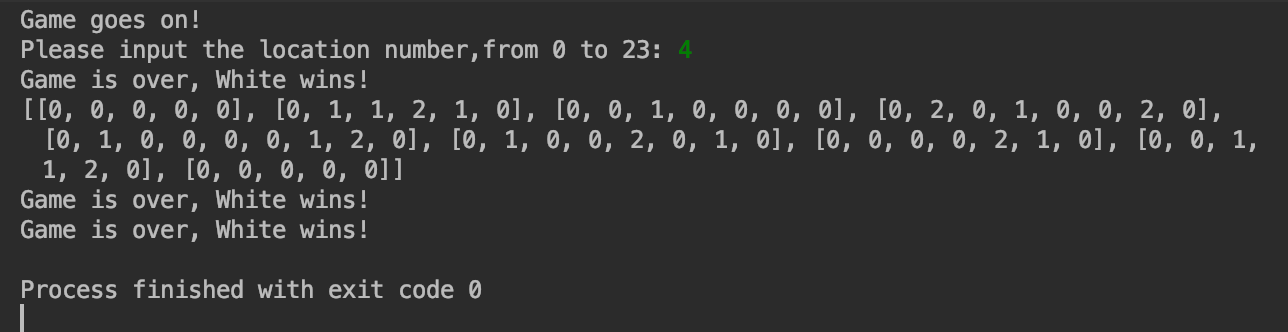 Game goes on!
Please input the location number,from 0 to 23: 4
Game is over, White wins!
[[0, 0, 0, 0, 0], [0, 1, 1, 2, 1, 0], [0, 0, 1, 0, 0, 0, 0], [0, 2, 0, 1, 0, 0, 2, 0],
[0, 1, 0, 0, 0, 0, 1, 2, 0], [0, 1, 0, 0, 2, 0, 1, 0], [0, 0, 0, 0, 2, 1, 0], [0, 0, 1,
1, 2, 0], [0, 0, 0, 0, 0]]
Game is over, White wins!
Game is over, White wins!
Process finished with exit code 0